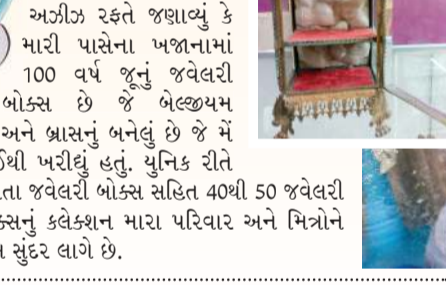 અઝીઝ રફતે જણાવ્યું કે
મારી પાસેના ખજાનામાં
100 વર્ષ જૂનું જવેલરી
બોક્સ છે જે બેલ્જીયમ
અને બ્રાસનું બનેલું છે જે મેં
ખરીદ્યું હતું. યુનિક રીતે
જવેલરી બોક્સ સહિત 40થી 50 જવેલરી
કલેક્શન મારા પરિવાર અને મિત્રોને
સુંદર લાગે છે.